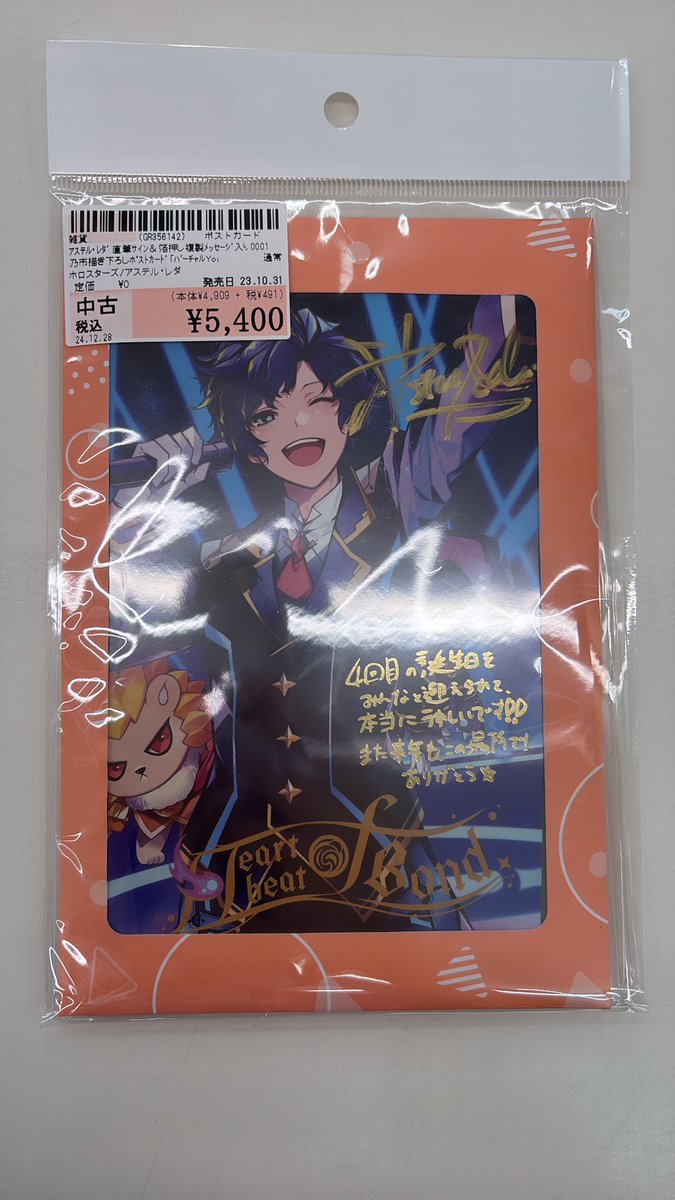 雑貨 (GR356142) ポストカード
ｱｽﾃﾙ・ﾚﾀﾞ 直筆ｻｲﾝ＆箔押し複製ﾒｯｾｰｼﾞ入り 0001
乃市描き下ろしﾎﾟｽﾄｶｰﾄﾞ「ﾊﾞｰﾁｬﾙYou 通常
ホロスターズ/アステル・レダ
定価 ¥0 発売日 23.10.31
中古 (本体¥4,909 + 税¥491)
税込 ¥5,400
24.12.28
4回目の誕生日を
みんなと迎えられて、
本当に嬉しいです!!
また来年もこの場所で!
ありがとう☆
Heart
beat of Bond